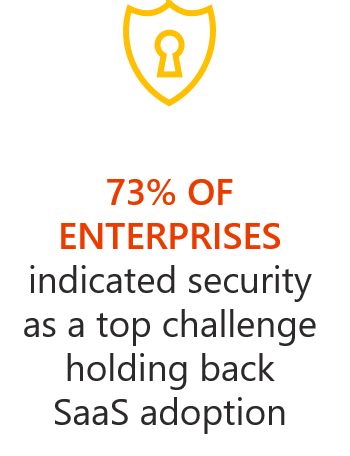 73% OF
ENTERPRISES
indicated security
as a top challenge
holding back
SaaS adoption